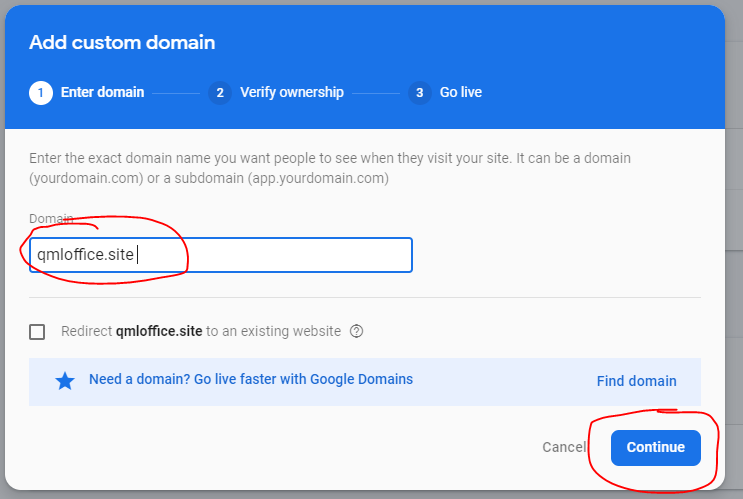 Add custom domain
1 Enter domain 2 Verify ownership 3 Go live
Enter the exact domain name you want people to see when they visit your site. It can be a domain
(yourdomain.com) or a subdomain (app.yourdomain.com)
Domain
qmloffice.site
Redirect qmloffice.site to an existing website
Need a domain? Go live faster with Google Domains
Find domain
Cancel
Continue